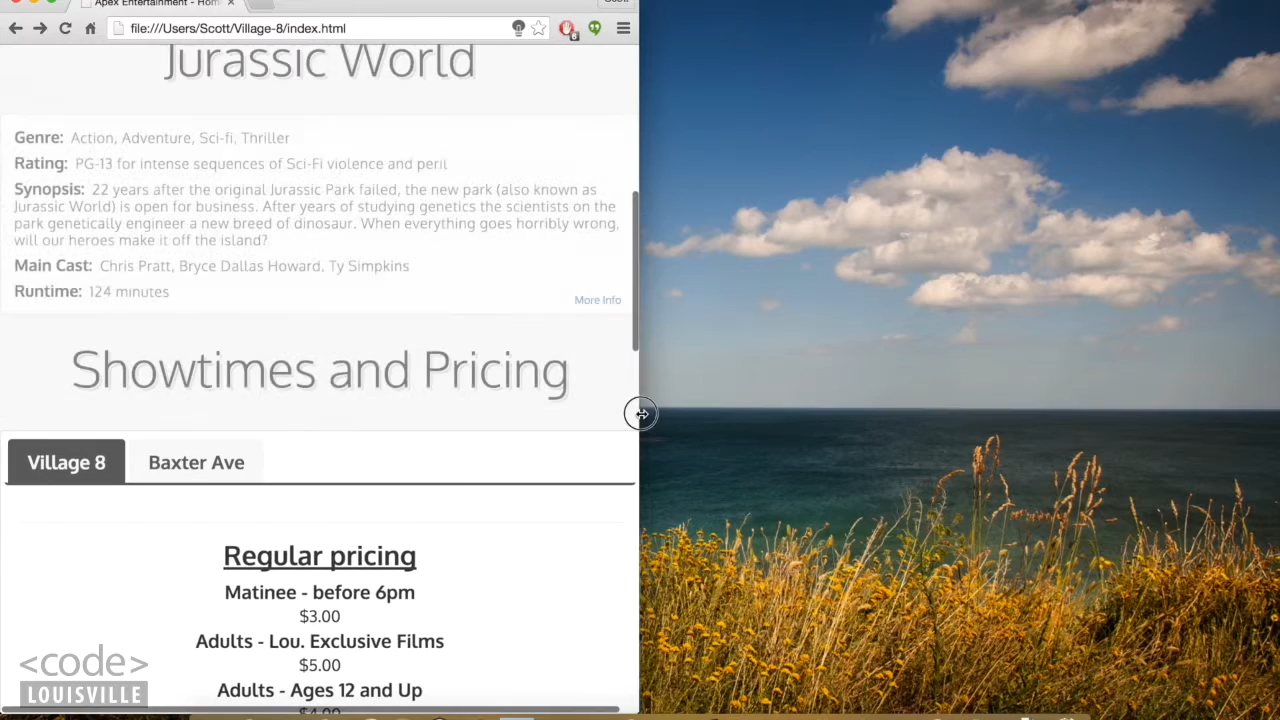 Apex Entertainment - Hom
file:///Users/Scott/Village-8/index.html
Jurassic World
Genre: Action, Adventure, Sci-fi, Thriller
Rating: PG-13 for intense sequences of Sci-Fi violence and peril
Synopsis: 22 years after the original Jurassic Park failed, the new park (also known as
Jurassic World) is open for business. After years of studying genetics the scientists on the
park genetically engineer a new breed of dinosaur. When everything goes horribly wrong,
will our heroes make it off the island?
Main Cast: Chris Pratt, Bryce Dallas Howard, Ty Simpkins
Runtime: 124 minutes
More Info
Showtimes and Pricing
Village 8
Baxter Ave
Regular pricing
Matinee - before 6pm
$3.00
Adults - Lou. Exclusive Films
$5.00
Adults - Ages 12 and Up
$4.00
<code>
LOUISVILLE